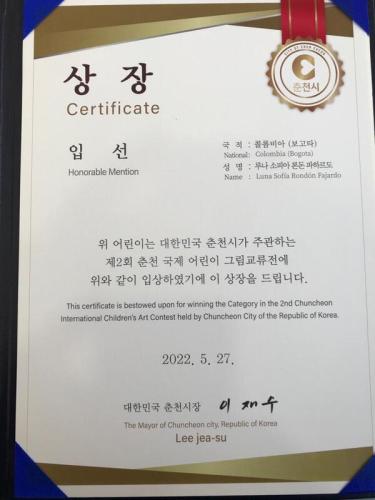 CITY OF CHUN CHEON
춘천시
상 장
Certificate
입 선
Honorable Mention
국 적 : 콜롬비아 (보고타)
National: Colombia (Bogota)
성 명 : 루나 소피아 론돈 파하르도
Name : Luna Sofía Rondón Fajardo
위 어린이는 대한민국 춘천시가 주관하는
제2회 춘천 국제 어린이 그림교류전에
위와 같이 입상하였기에 이 상장을 드립니다.
This certificate is bestowed upon for winning the Category in the 2nd Chuncheon
International Children's Art Contest held by Chuncheon City of the Republic of Korea.
2022. 5. 27.
대한민국 춘천시장 이재수
The Mayor of Chuncheon city, Republic of Korea
Lee jea-su